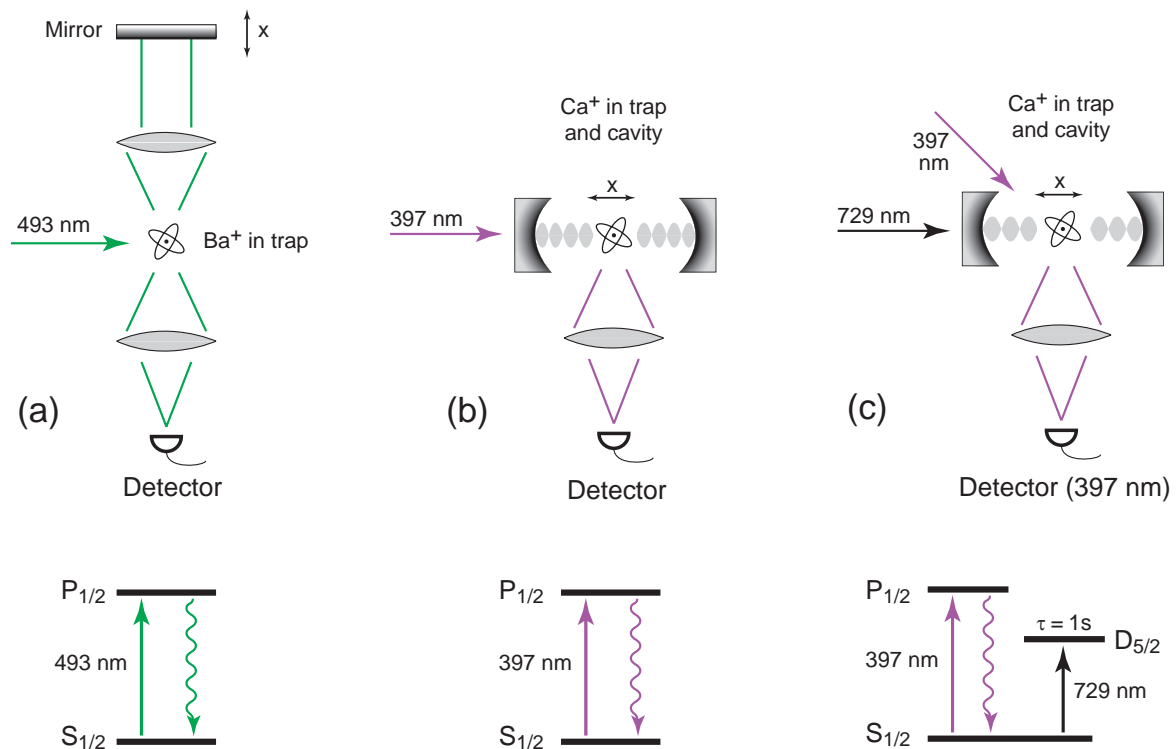 Mirror
x
493 nm
Ba⁺ in trap
(a)
Detector
P₁/₂
493 nm
S₁/₂
Ca⁺ in trap
and cavity
x
397 nm
(b)
Detector
P₁/₂
397 nm
S₁/₂
Ca⁺ in trap
and cavity
397
nm
x
729 nm
(c)
Detector (397 nm)
P₁/₂
τ = 1s
D₅/₂
397 nm
729 nm
S₁/₂